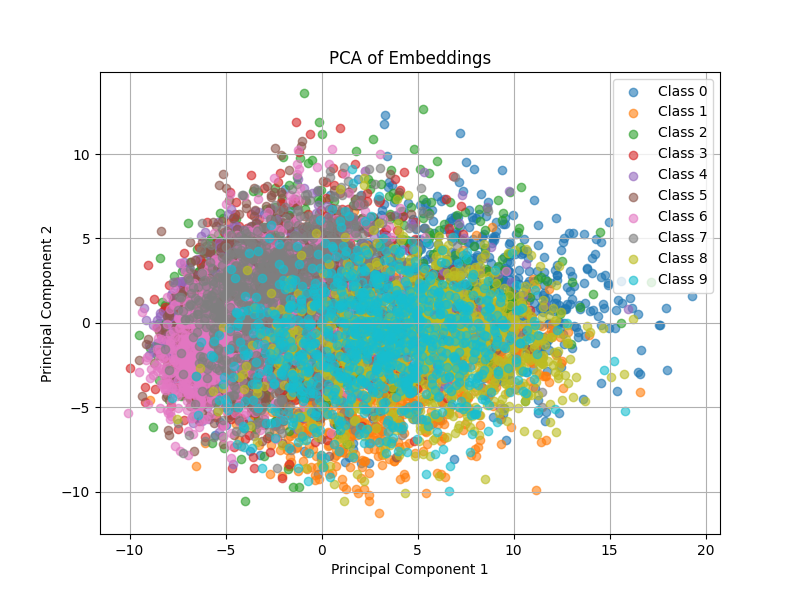 PCA of Embeddings
Class 0
Class 1
Class 2
Class 3
Class 4
Class 5
Class 6
Class 7
Class 8
Class 9
10
5
0
−5
−10
Principal Component 2
−10 −5 0 5 10 15 20
Principal Component 1